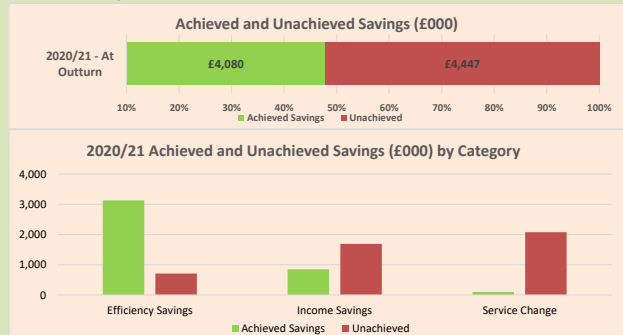 Achieved and Unachieved Savings (£000)
2020/21 - At
Outturn
£4,080
£4,447
10%
20%
30%
40%
50%
60%
70%
80%
90%
100%
Achieved Savings
Unachieved
2020/21 Achieved and Unachieved Savings (£000) by Category
4,000
3,000
2,000
1,000
0
Efficiency Savings
Income Savings
Service Change
Achieved Savings
Unachieved